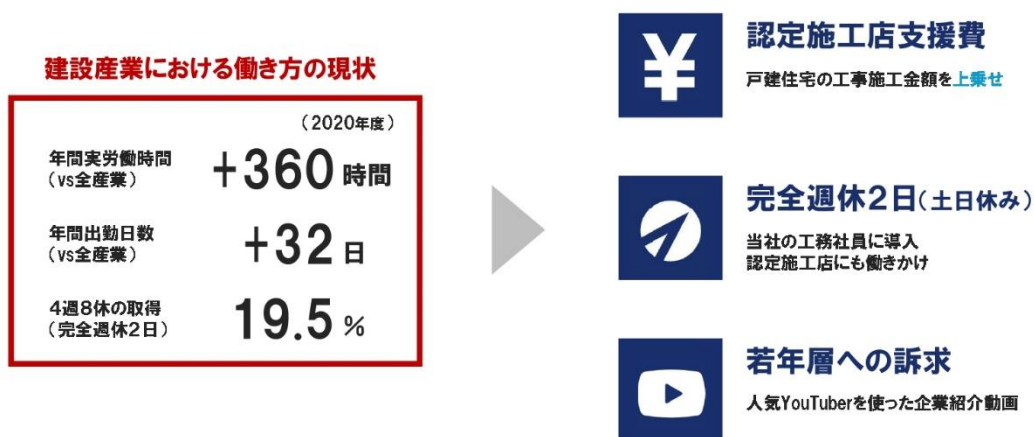 建設産業における働き方の現状
（2020年度）
年間実労働時間
（vs全産業）
+360時間
年間出勤日数
（vs全産業）
+32日
4週8休の取得
（完全週休2日）
19.5%
¥
認定施工店支援費
戸建住宅の工事施工金額を上乗せ
完全週休2日（土日休み）
当社の工務社員に導入
認定施工店にも働きかけ
若年層への訴求
人気YouTuberを使った企業紹介動画